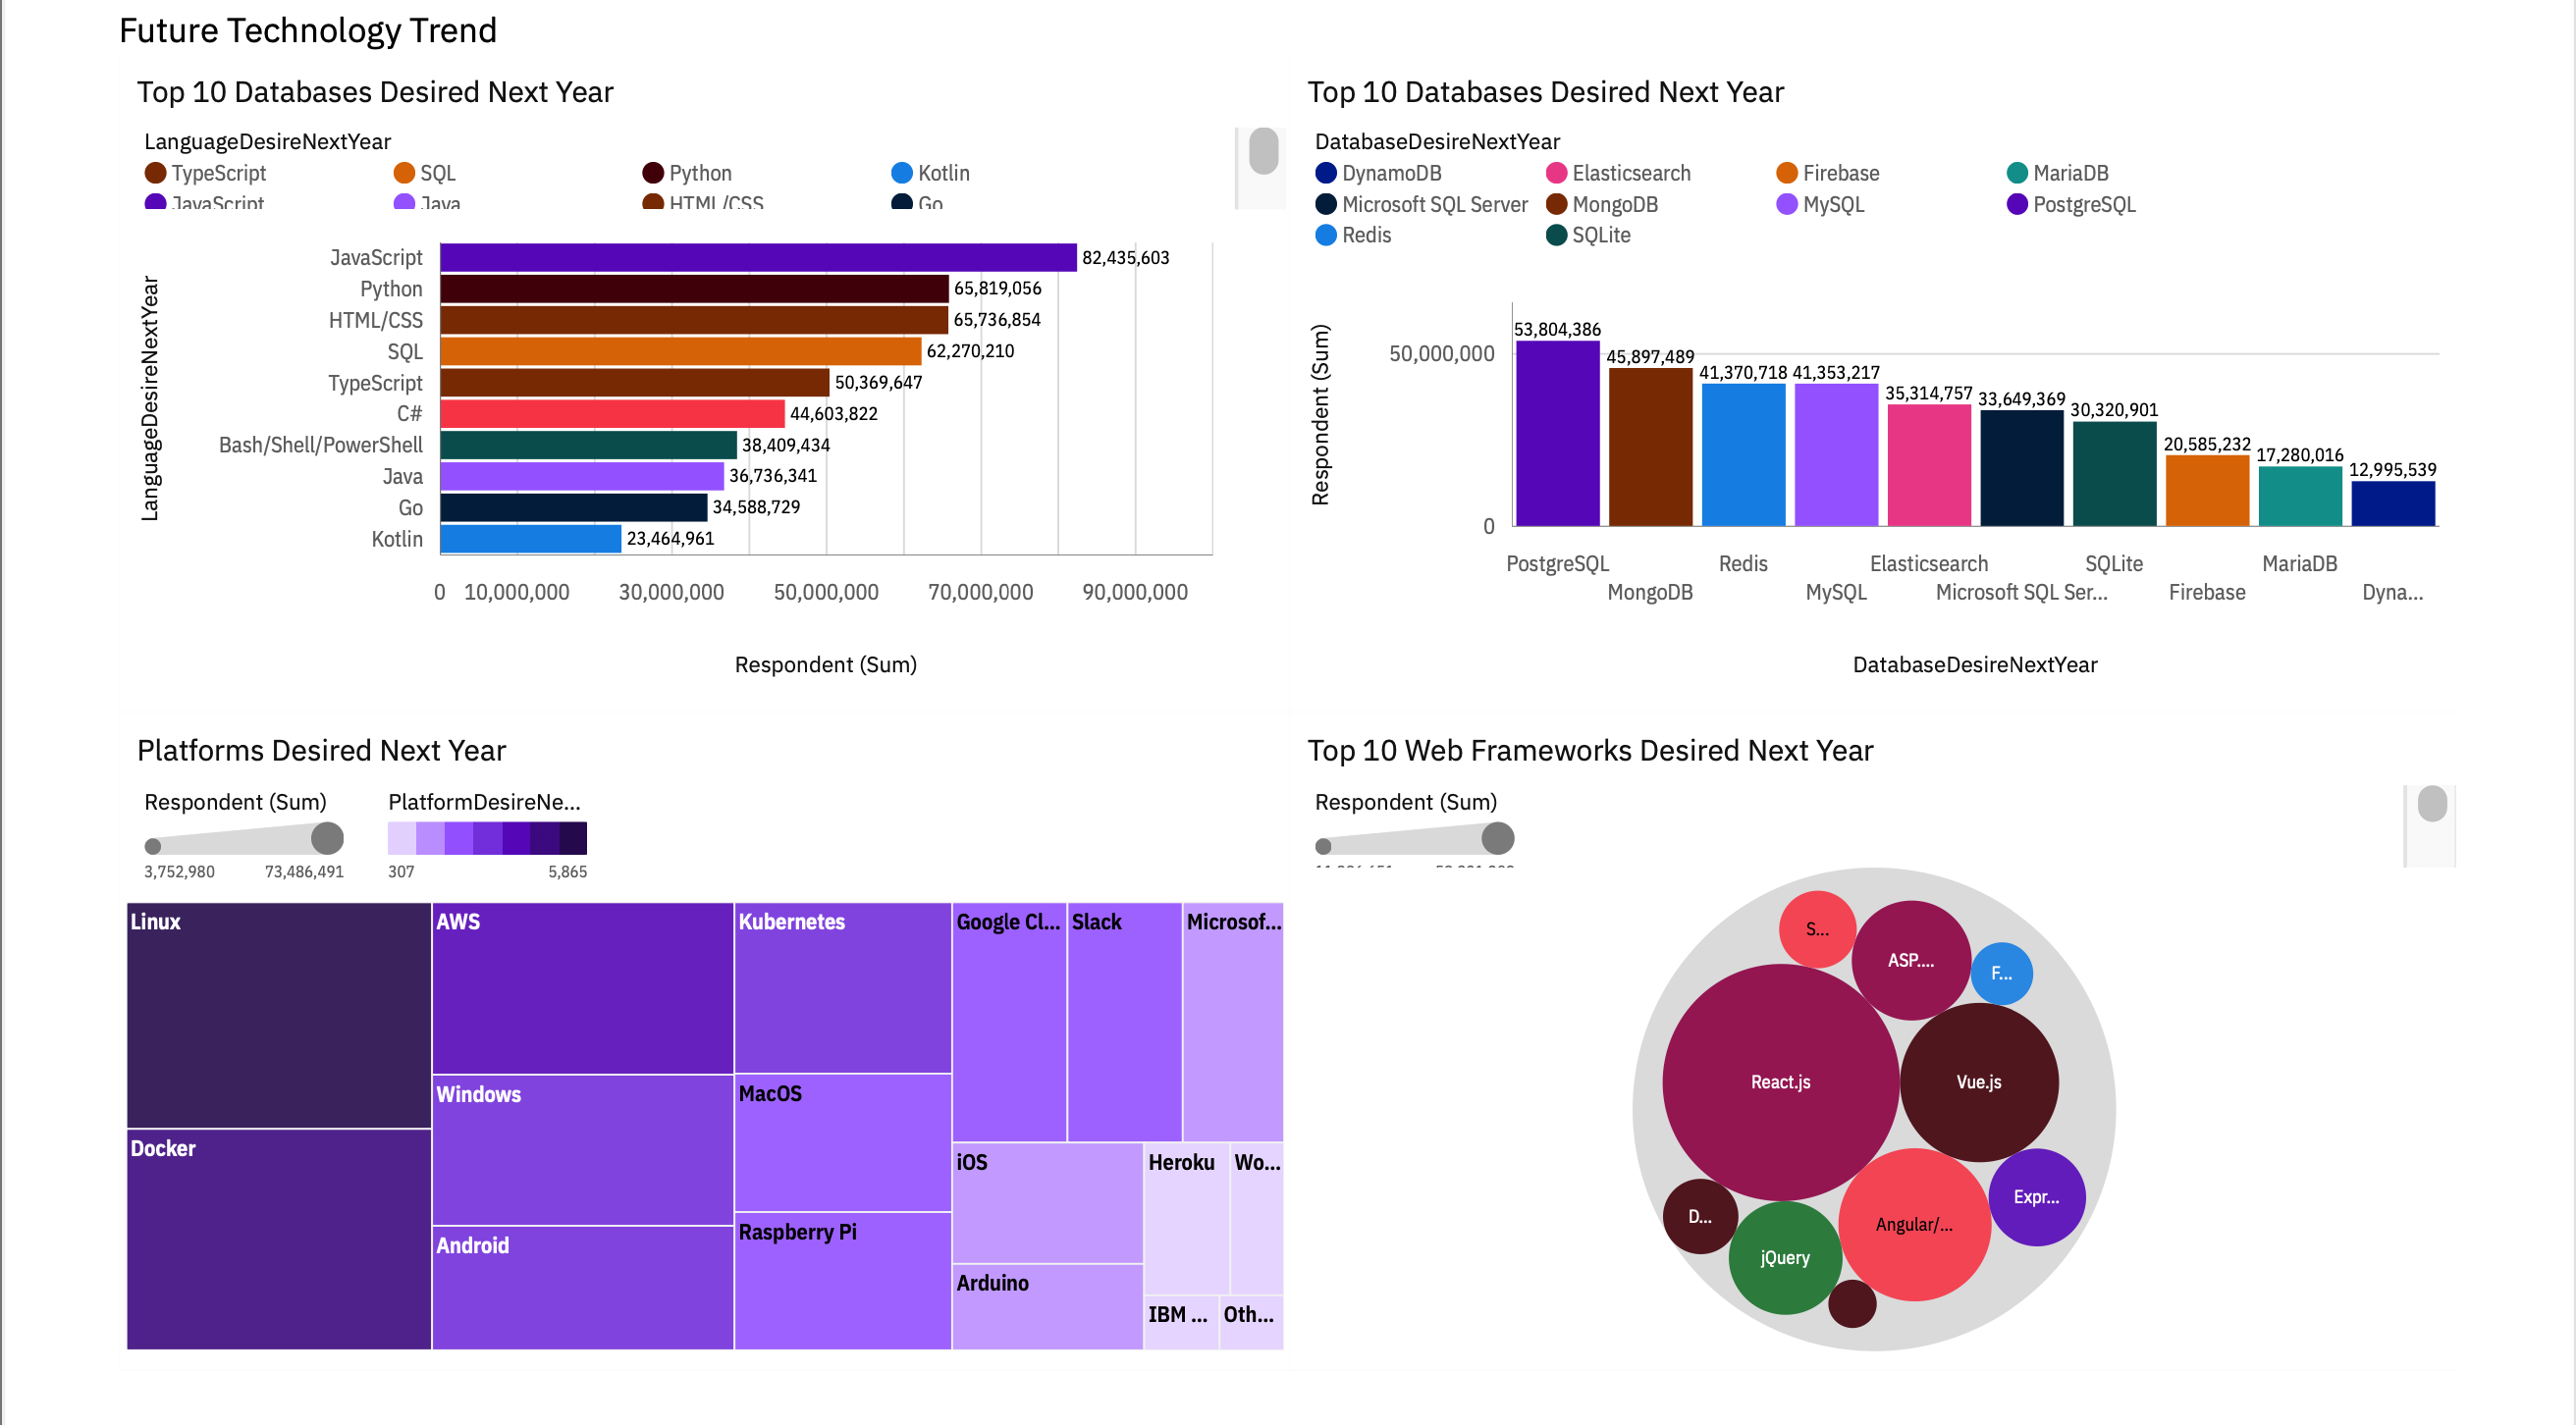 Future Technology Trend
Top 10 Databases Desired Next Year
LanguageDesireNextYear
TypeScript SQL Python Kotlin
JavaScript Java HTML/CSS Go
LanguageDesireNextYear
JavaScript 82,435,603
Python 65,819,056
HTML/CSS 65,736,854
SQL 62,270,210
TypeScript 50,369,647
C# 44,603,822
Bash/Shell/PowerShell 38,409,434
Java 36,736,341
Go 34,588,729
Kotlin 23,464,961
0 10,000,000 30,000,000 50,000,000 70,000,000 90,000,000
Respondent (Sum)
Top 10 Databases Desired Next Year
DatabaseDesireNextYear
DynamoDB Elasticsearch Firebase MariaDB
Microsoft SQL Server MongoDB MySQL PostgreSQL
Redis SQLite
Respondent (Sum)
50,000,000
0
53,804,386
45,897,489
41,370,718
41,353,217
35,314,757
33,649,369
30,320,901
20,585,232
17,280,016
12,995,539
PostgreSQL Redis Elasticsearch SQLite MariaDB
MongoDB MySQL Microsoft SQL Ser... Firebase Dyna...
DatabaseDesireNextYear
Platforms Desired Next Year
Respondent (Sum) PlatformDesireNe...
3,752,980 73,486,491 307 5,865
Linux
Docker
AWS
Windows
Android
Kubernetes
MacOS
Raspberry Pi
Google Cl...
Slack
Microsof...
iOS
Arduino
Heroku
Wo...
IBM ...
Oth...
Top 10 Web Frameworks Desired Next Year
Respondent (Sum)
S...
ASP....
F...
React.js
Vue.js
Expr...
D...
Angular/...
jQuery